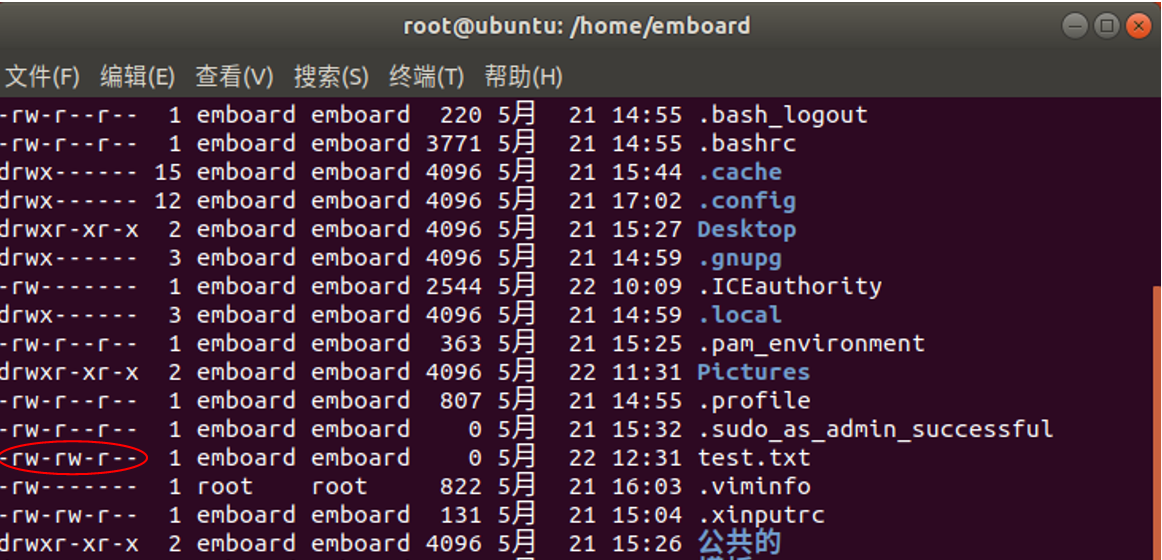 root@ubuntu: /home/emboard
文件(F) 编辑(E) 查看(V) 搜索(S) 终端(T) 帮助(H)
-rw-r--r-- 1 emboard emboard 220 5月 21 14:55 .bash_logout
-rw-r--r-- 1 emboard emboard 3771 5月 21 14:55 .bashrc
drwx------ 15 emboard emboard 4096 5月 21 15:44 .cache
drwx------ 12 emboard emboard 4096 5月 21 17:02 .config
drwxr-xr-x 2 emboard emboard 4096 5月 21 15:27 Desktop
drwx------ 3 emboard emboard 4096 5月 21 14:59 .gnupg
-rw------- 1 emboard emboard 2544 5月 22 10:09 .ICEauthority
drwx------ 3 emboard emboard 4096 5月 21 14:59 .local
-rw-r--r-- 1 emboard emboard 363 5月 21 15:25 .pam_environment
drwxr-xr-x 2 emboard emboard 4096 5月 22 11:31 Pictures
-rw-r--r-- 1 emboard emboard 807 5月 21 14:55 .profile
-rw-r--r-- 1 emboard emboard 0 5月 21 15:32 .sudo_as_admin_successful
-rw-rw-r-- 1 emboard emboard 0 5月 22 12:31 test.txt
-rw------- 1 root root 822 5月 21 16:03 .viminfo
-rw-rw-r-- 1 emboard emboard 131 5月 21 15:04 .xinputrc
drwxr-xr-x 2 emboard emboard 4096 5月 21 15:26 公共的